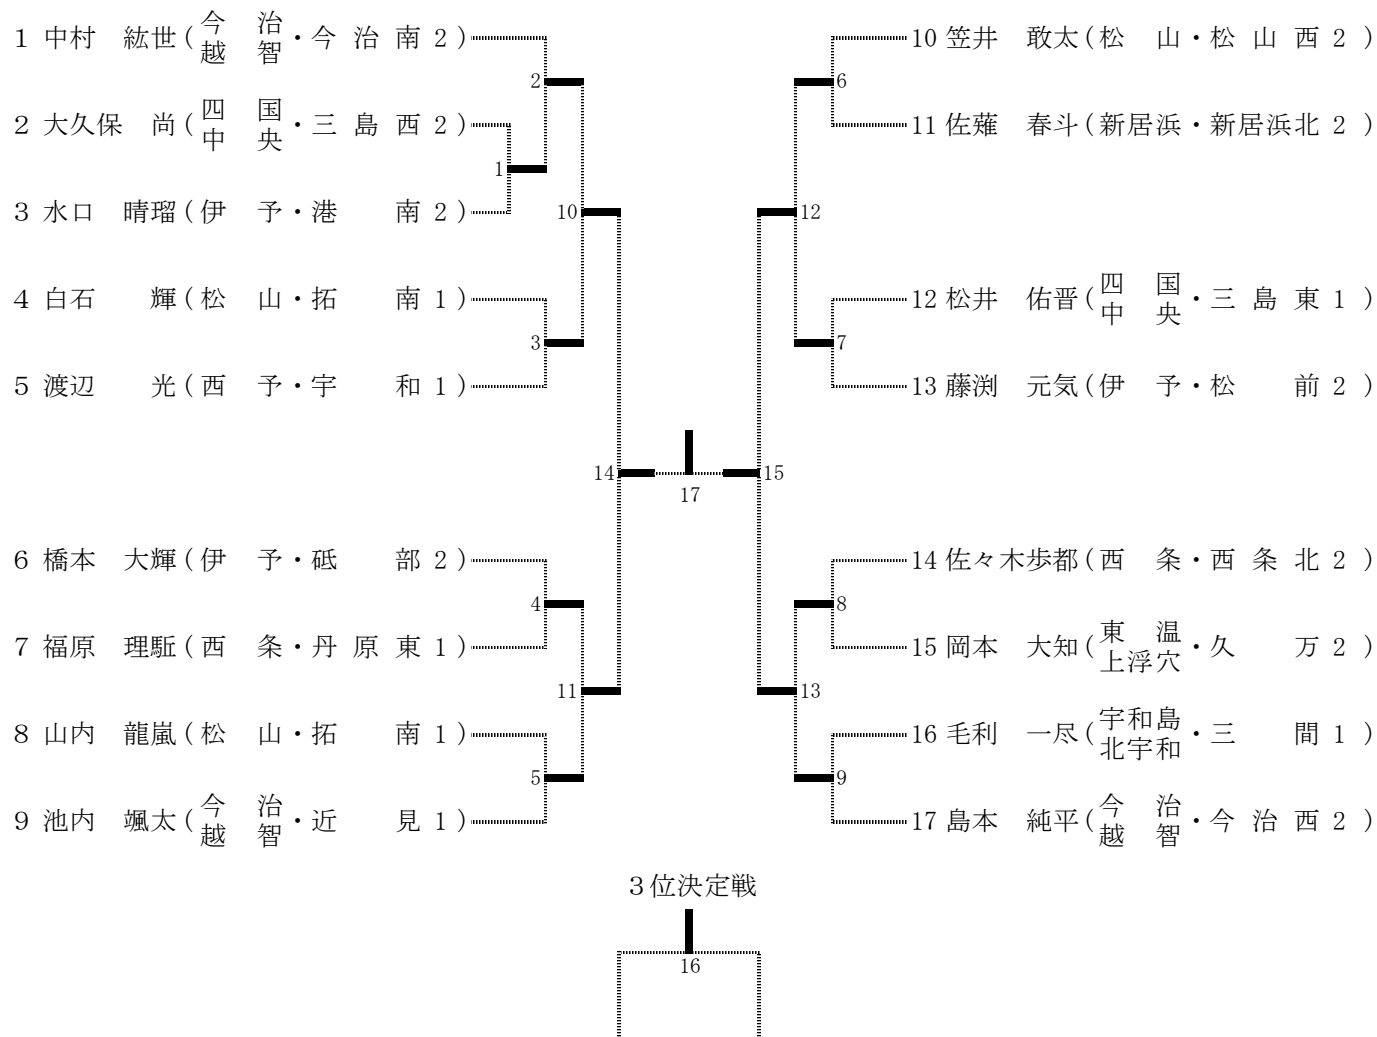 1 中村　紘世(今治越智・今治南2)
2 大久保　尚(四国中央・三島西2)
3 水口　晴瑠(伊予・港南2)
4 白石　輝(松山・拓南1)
5 渡辺　光(西予・宇和1)
6 橋本　大輝(伊予・砥部2)
7 福原　理駈(西条・丹原東1)
8 山内　龍嵐(松山・拓南1)
9 池内　颯太(今治越智・近見1)
2
1
10
3
14
4
11
5
17
6
12
7
15
8
13
9
10 笠井　敢太(松山・松山西2)
11 佐薙　春斗(新居浜・新居浜北2)
12 松井　佑晋(四国中央・三島東1)
13 藤渕　元気(伊予・松前2)
14 佐々木歩都(西条・西条北2)
15 岡本　大知(東温上浮穴・久万2)
16 毛利　一尽(宇和島北宇和・三間1)
17 島本　純平(今治越智・今治西2)
３位決定戦
16